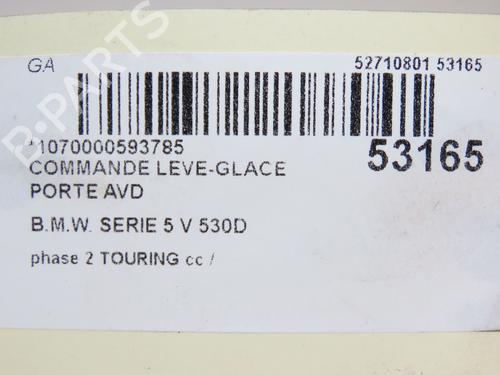 GA 52710801 53165
*1070000593785 53165
COMMANDE LEVE-GLACE
PORTE AVD
B.M.W. SERIE 5 V 530D
phase 2 TOURING cc /
B-PARTS